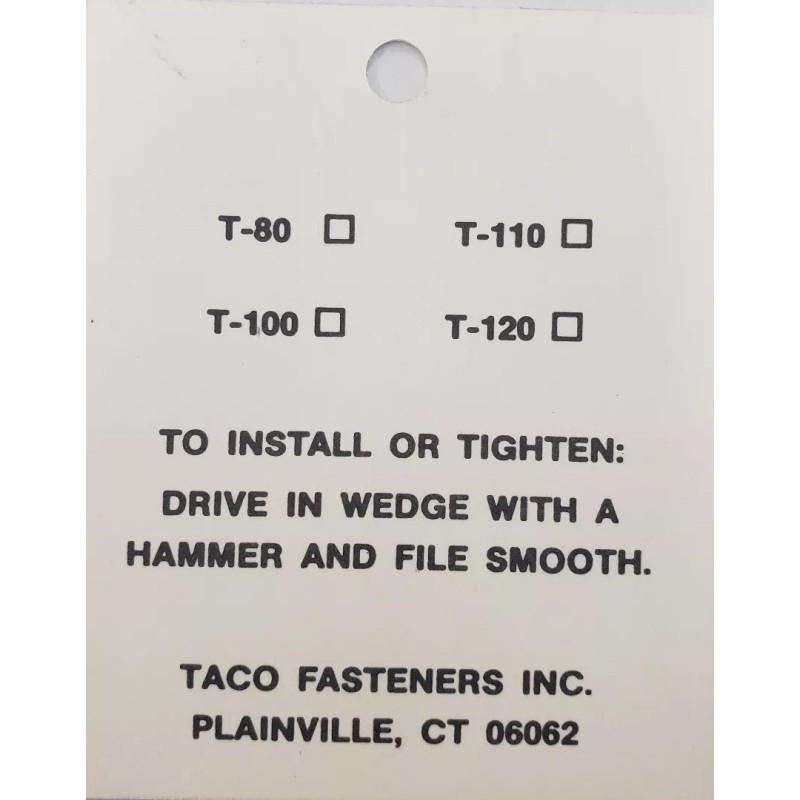 T-80 ☐ T-110 ☐
T-100 ☐ T-120 ☐
TO INSTALL OR TIGHTEN:
DRIVE IN WEDGE WITH A
HAMMER AND FILE SMOOTH.
TACO FASTENERS INC.
PLAINVILLE, CT 06062